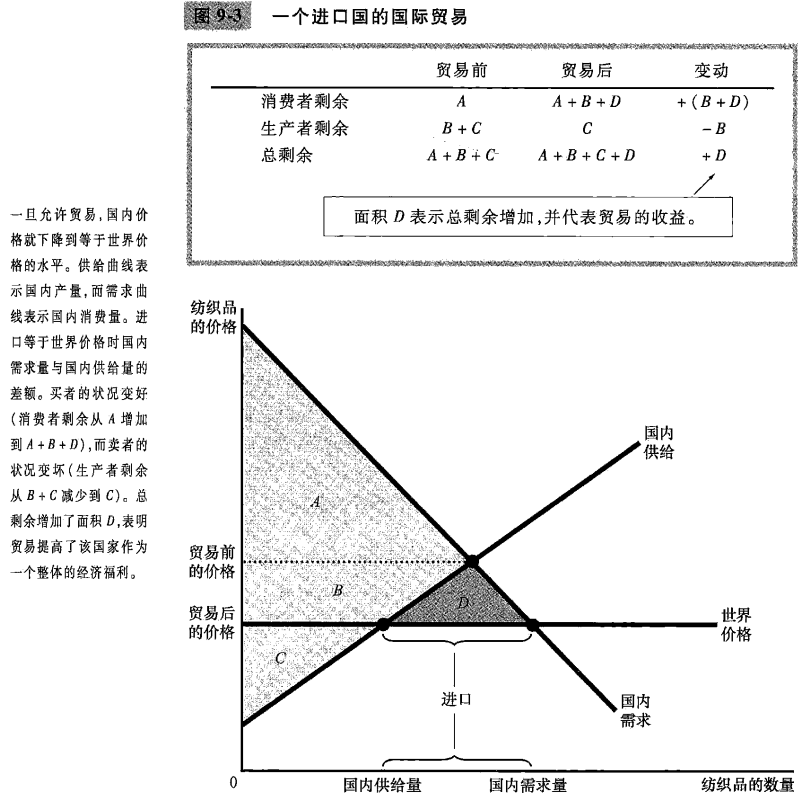 图 9-3 一个进口国的国际贸易
贸易前 贸易后 变动
消费者剩余 A A+B+D +(B+D)
生产者剩余 B+C C -B
总剩余 A+B+C A+B+C+D +D
面积 D 表示总剩余增加,并代表贸易的收益。
一旦允许贸易,国内价
格就下降到等于世界价
格的水平。供给曲线表
示国内产量,而需求曲
线表示国内消费量。进
口等于世界价格时国内
需求量与国内供给量的
差额。买者的状况变好
(消费者剩余从 A 增加
到 A+B+D),而卖者的
状况变坏(生产者剩余
从 B+C 减少到 C)。总
剩余增加了面积 D,表明
贸易提高了该国家作为
一个整体的经济福利。
纺织品
的价格
国内
供给
A
贸易前
的价格
B
D
贸易后
的价格
世界
价格
C
进口
国内
需求
0
国内供给量
国内需求量
纺织品的数量